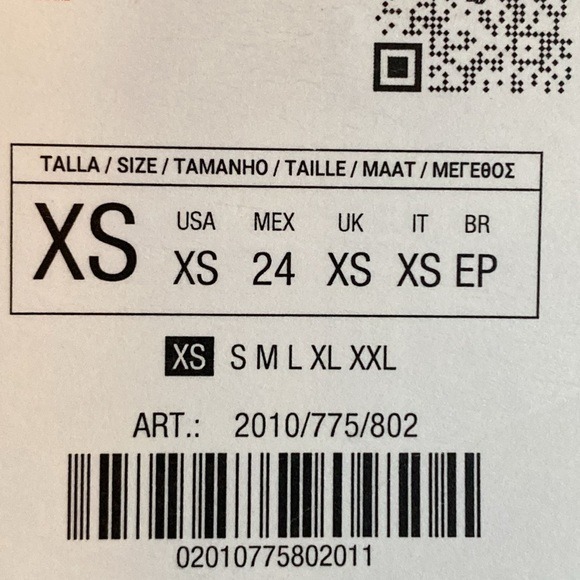 TALLA / SIZE / TAMANHO / TAILLE / MAAT / ΜΕΓΕΘΟΣ
XS
USA MEX UK IT BR
XS 24 XS XS EP
XS S M L XL XXL
ART.: 2010/775/802
02010775802011